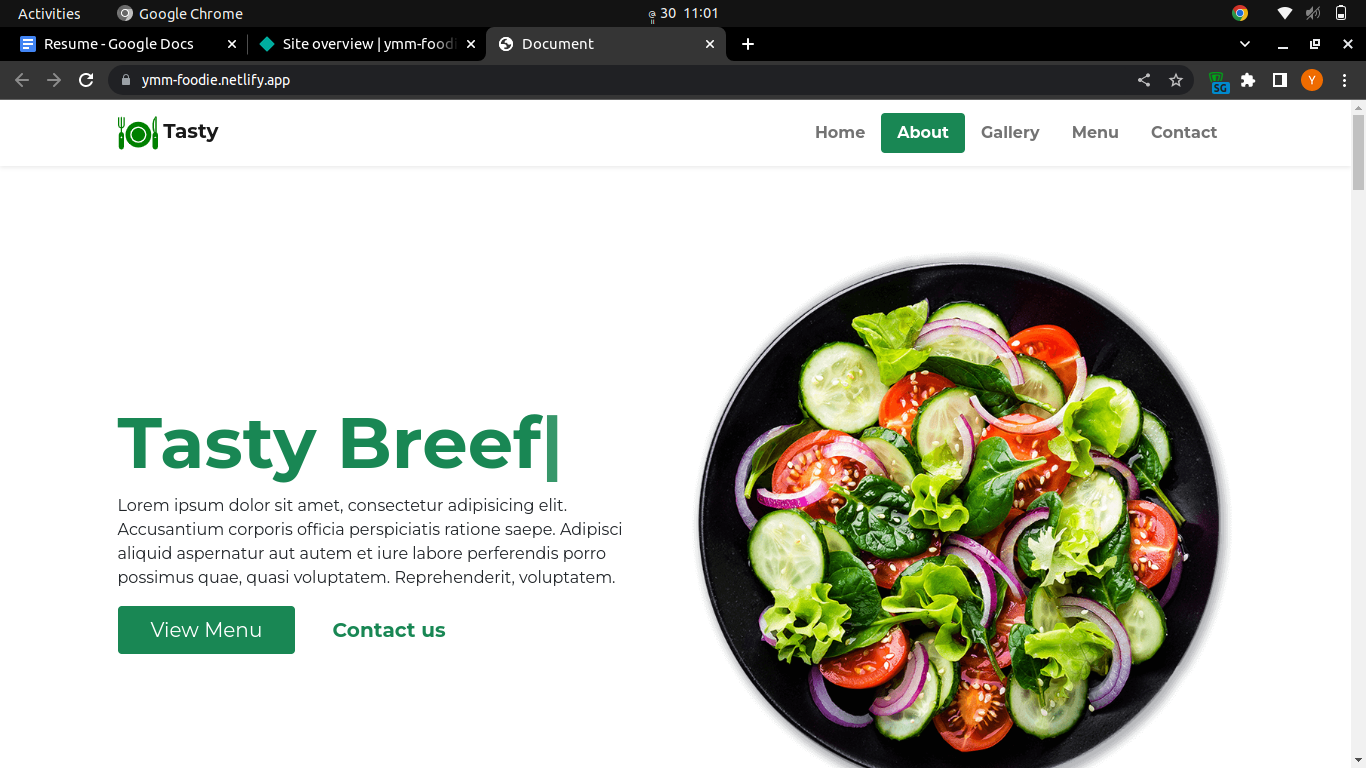 Activities
Google Chrome
30 11:01
Resume - Google Docs
Site overview | ymm-foodi
Document
ymm-foodie.netlify.app
SG
Y
Tasty
Home
About
Gallery
Menu
Contact
Tasty Breef|
Lorem ipsum dolor sit amet, consectetur adipisicing elit.
Accusantium corporis officia perspiciatis ratione saepe. Adipisci
aliquid aspernatur aut autem et iure labore perferendis porro
possimus quae, quasi voluptatem. Reprehenderit, voluptatem.
View Menu
Contact us